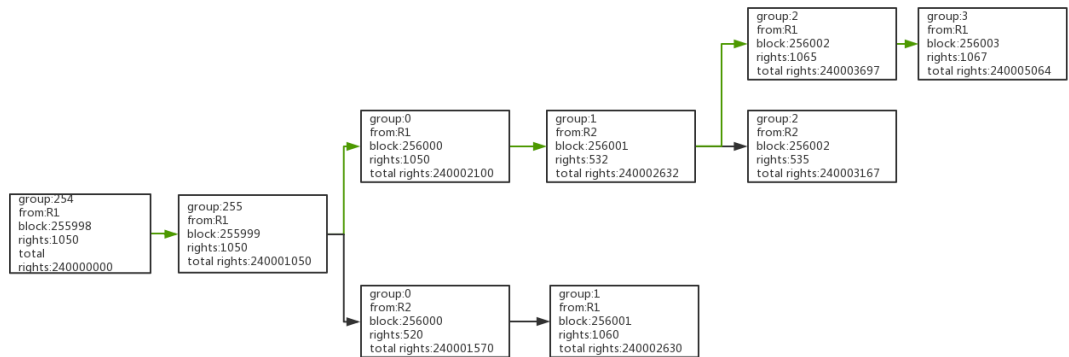 group:2
from:R1
block:256002
rights:1065
total rights:240003697
group:3
from:R1
block:256003
rights:1067
total rights:240005064
group:0
from:R1
block:256000
rights:1050
total rights:240002100
group:1
from:R2
block:256001
rights:532
total rights:240002632
group:2
from:R2
block:256002
rights:535
total rights:240003167
group:254
from:R1
block:255998
rights:1050
total
rights:240000000
group:255
from:R1
block:255999
rights:1050
total rights:240001050
group:0
from:R2
block:256000
rights:520
total rights:240001570
group:1
from:R1
block:256001
rights:1060
total rights:240002630